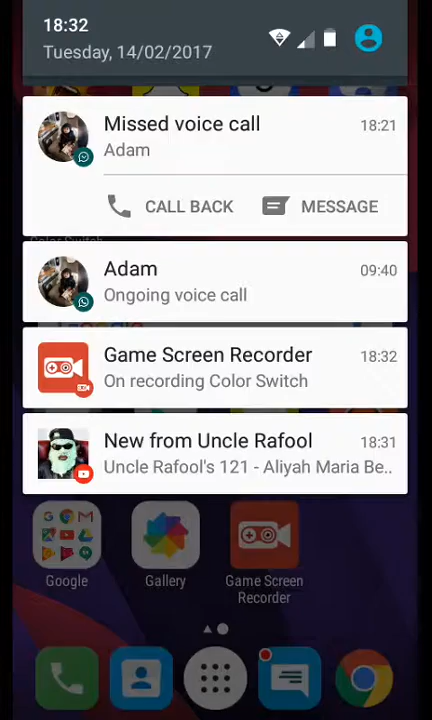 18:32
Tuesday, 14/02/2017
Missed voice call 18:21
Adam
CALL BACK MESSAGE
Adam 09:40
Ongoing voice call
Game Screen Recorder 18:32
On recording Color Switch
New from Uncle Rafool 18:31
Uncle Rafool's 121 - Aliyah Maria Be..
Google Gallery Game Screen
Recorder